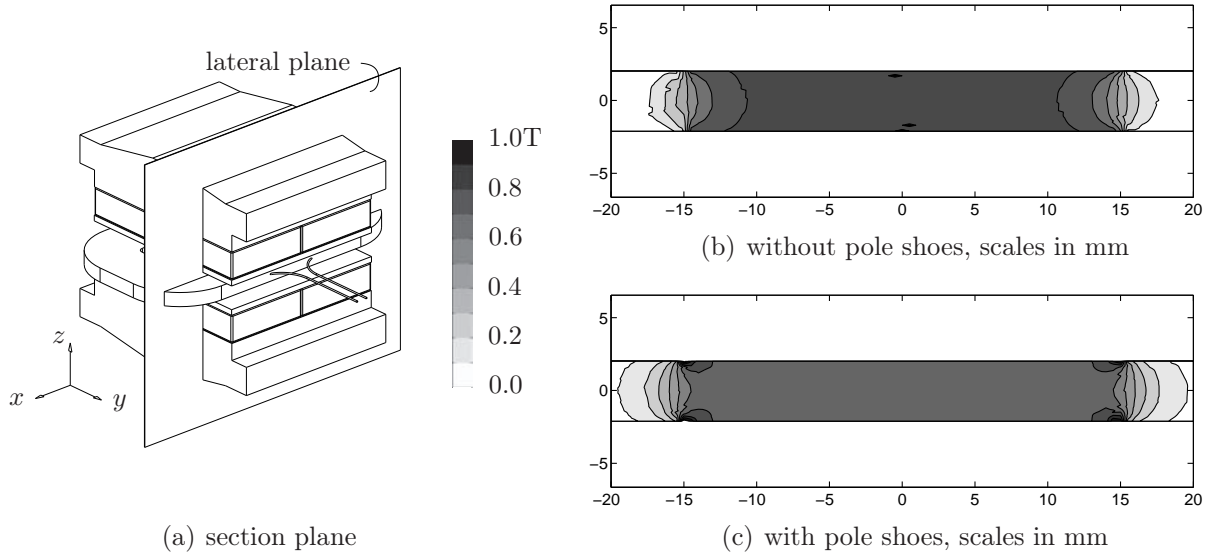 lateral plane
z
x
y
(a) section plane
1.0T
0.8
0.6
0.4
0.2
0.0
5
0
−5
−20 −15 −10 −5 0 5 10 15 20
(b) without pole shoes, scales in mm
5
0
−5
−20 −15 −10 −5 0 5 10 15 20
(c) with pole shoes, scales in mm